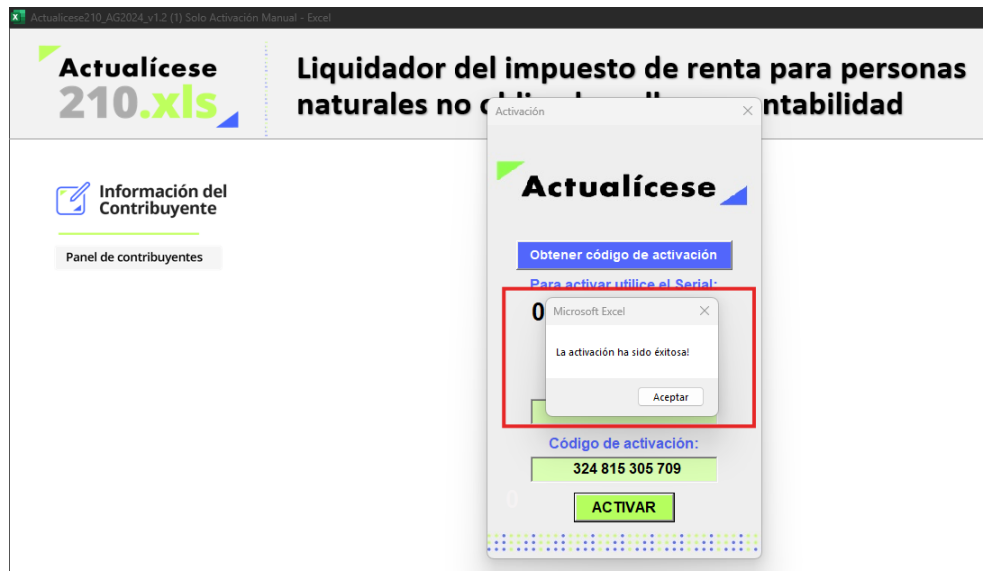 Actualicese210_AG2024_v1.2 (1) Solo Activación Manual - Excel
Actualícese
210.xls
Liquidador del impuesto de renta para personas
naturales no
ntabilidad
Información del
Contribuyente
Panel de contribuyentes
Activación
Actualícese
Obtener código de activación
Para activar utilice el Serial:
0
Microsoft Excel
La activación ha sido éxitosa!
Aceptar
Código de activación:
324 815 305 709
0
ACTIVAR